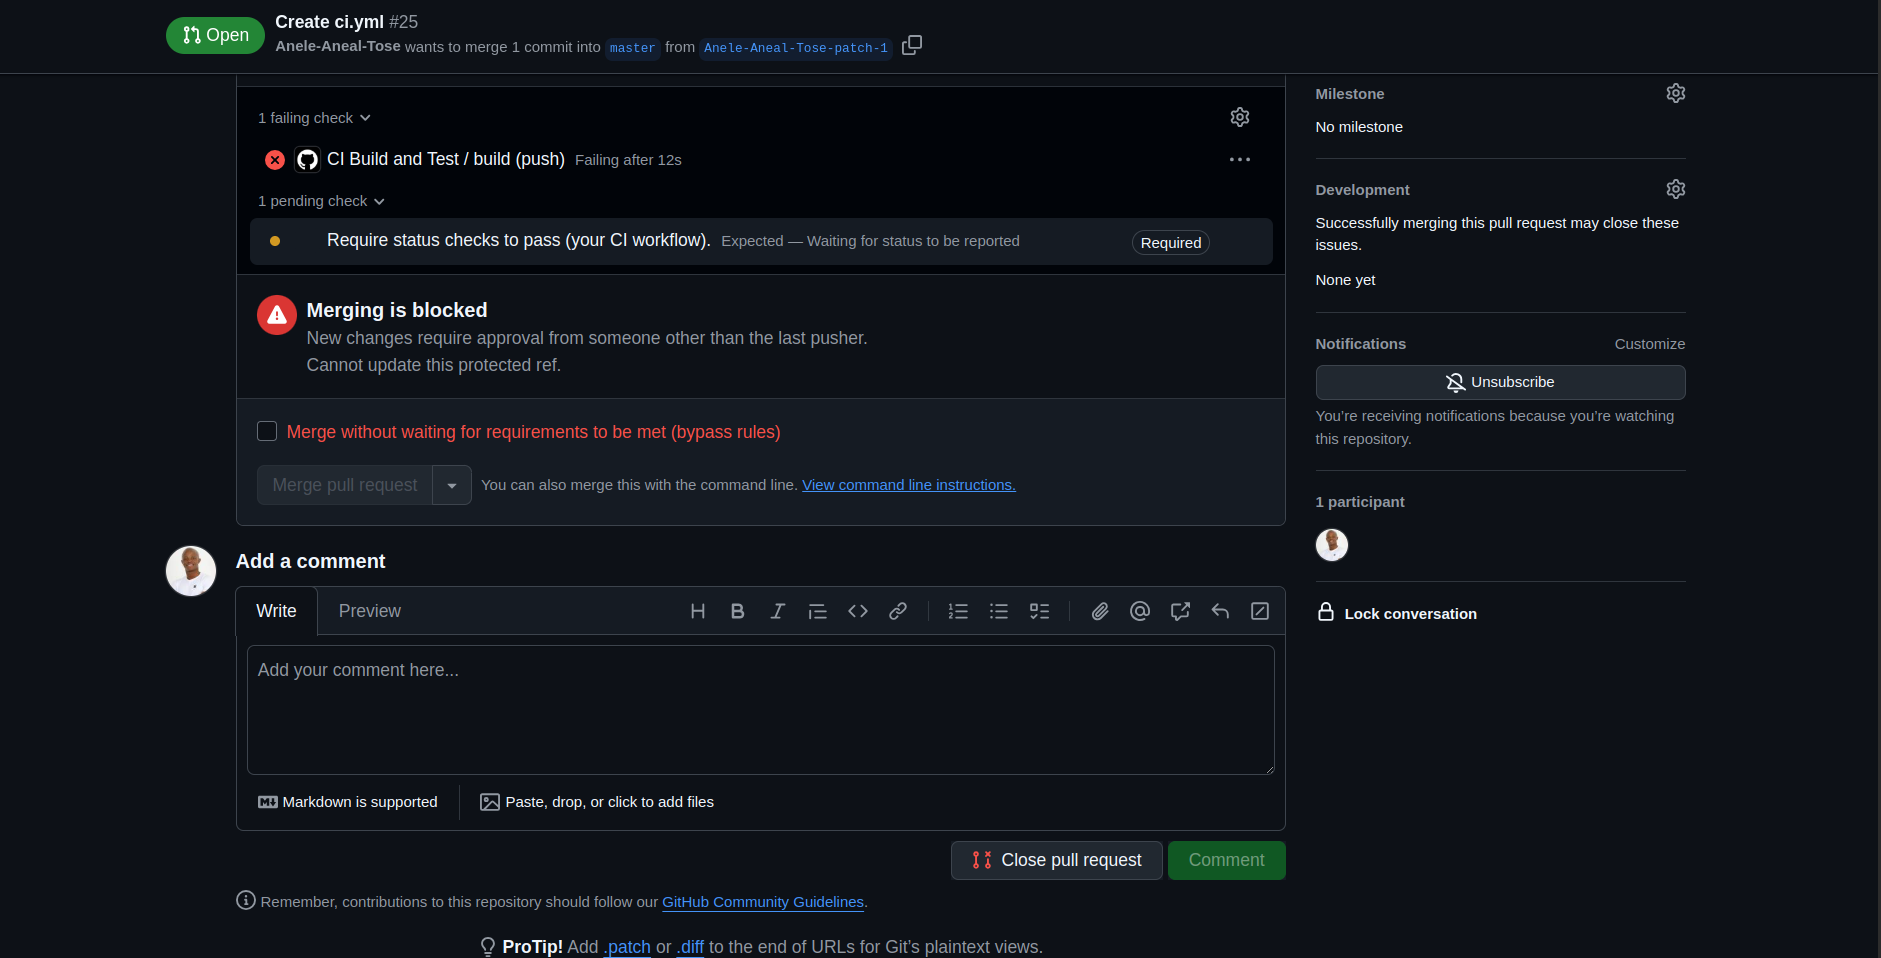 Open
Create ci.yml #25
Anele-Aneal-Tose wants to merge 1 commit into master from Anele-Aneal-Tose-patch-1
1 failing check
CI Build and Test / build (push) Failing after 12s
1 pending check
Require status checks to pass (your CI workflow). Expected — Waiting for status to be reported Required
Merging is blocked
New changes require approval from someone other than the last pusher.
Cannot update this protected ref.
Merge without waiting for requirements to be met (bypass rules)
Merge pull request You can also merge this with the command line. View command line instructions.
Add a comment
Write Preview
Add your comment here...
Markdown is supported Paste, drop, or click to add files
Close pull request Comment
Remember, contributions to this repository should follow our GitHub Community Guidelines.
ProTip! Add .patch or .diff to the end of URLs for Git's plaintext views.
Milestone
No milestone
Development
Successfully merging this pull request may close these
issues.
None yet
Notifications Customize
Unsubscribe
You're receiving notifications because you're watching
this repository.
1 participant
Lock conversation